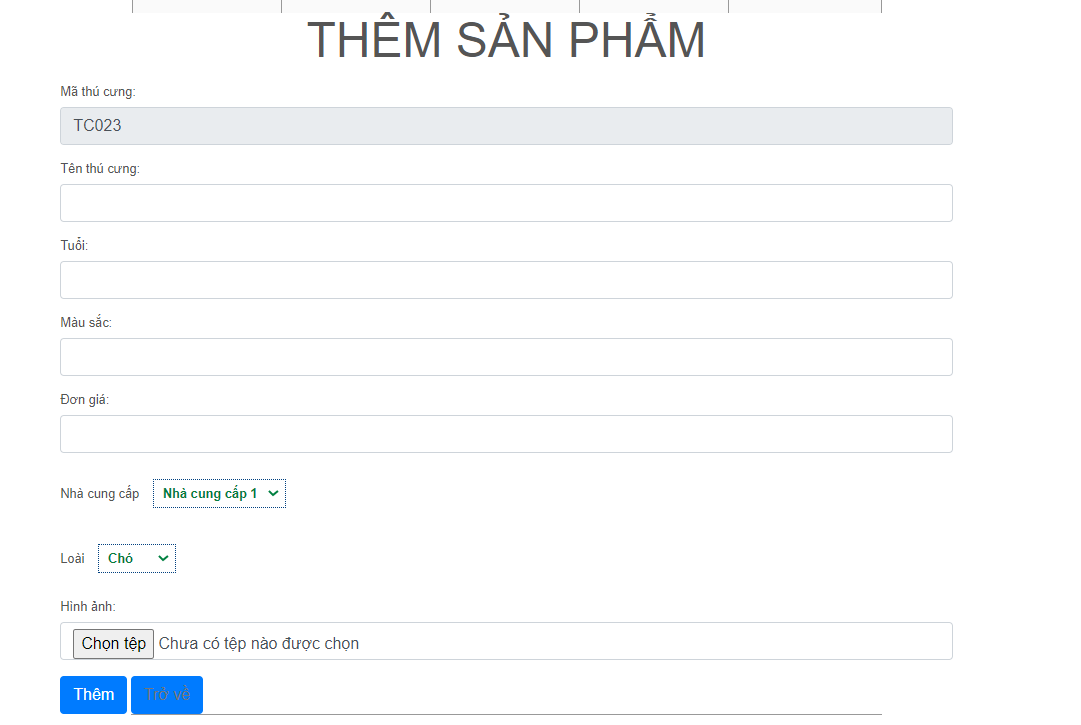 THÊM SẢN PHẨM
Mã thú cưng:
TC023
Tên thú cưng:
Tuổi:
Màu sắc:
Đơn giá:
Nhà cung cấp Nhà cung cấp 1
Loài Chó
Hình ảnh:
Chọn tệp Chưa có tệp nào được chọn
Thêm Trở về